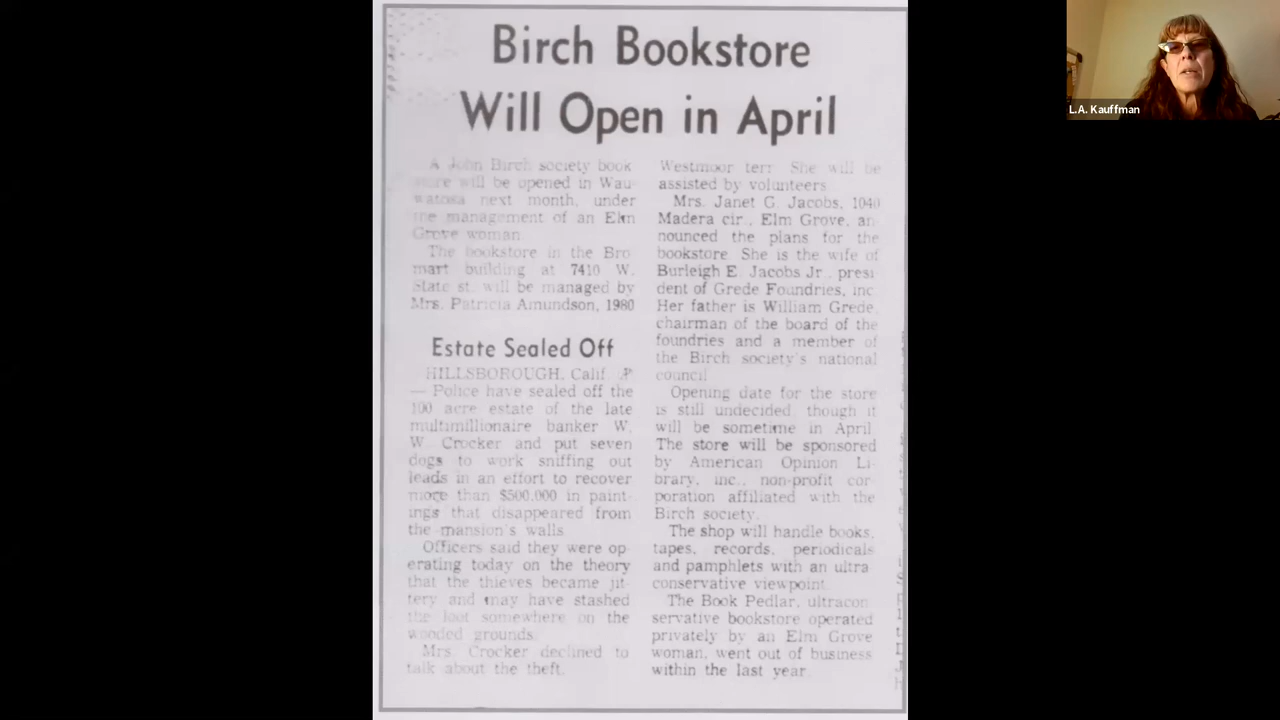 Birch Bookstore
Will Open in April
A John Birch society book
store will be opened in Wau-
watosa next month, under
the management of an Elm
Grove woman.
The bookstore in the Bro-
mart building at 7410 W.
State st. will be managed by
Mrs. Patricia Amundson, 1980
Westmoor terr. She will be
assisted by volunteers.
Mrs. Janet G. Jacobs, 1040
Madera cir., Elm Grove, an-
nounced the plans for the
bookstore. She is the wife of
Burleigh E. Jacobs Jr., presi-
dent of Grede Foundries, inc.
Her father is William Grede,
chairman of the board of the
foundries and a member of
the Birch society's national
council.
Opening date for the store
is still undecided, though it
will be sometime in April.
The store will be sponsored
by American Opinion Li-
brary, inc., non-profit cor-
poration affiliated with the
Birch society.
The shop will handle books,
tapes, records, periodicals
and pamphlets with an ultra
conservative viewpoint.
The Book Pedlar, ultracon-
servative bookstore operated
privately by an Elm Grove
woman, went out of business
within the last year.
Estate Sealed Off
HILLSBOROUGH, Calif. AP
— Police have sealed off the
100 acre estate of the late
multimillionaire banker W.
W. Crocker and put seven
dogs to work sniffing out
leads in an effort to recover
more than $500,000 in paint-
ings that disappeared from
the mansion's walls.
Officers said they were op-
erating today on the theory
that the thieves became jit-
tery and may have stashed
the loot somewhere on the
wooded grounds.
Mrs. Crocker declined to
talk about the theft.
L.A. Kauffman